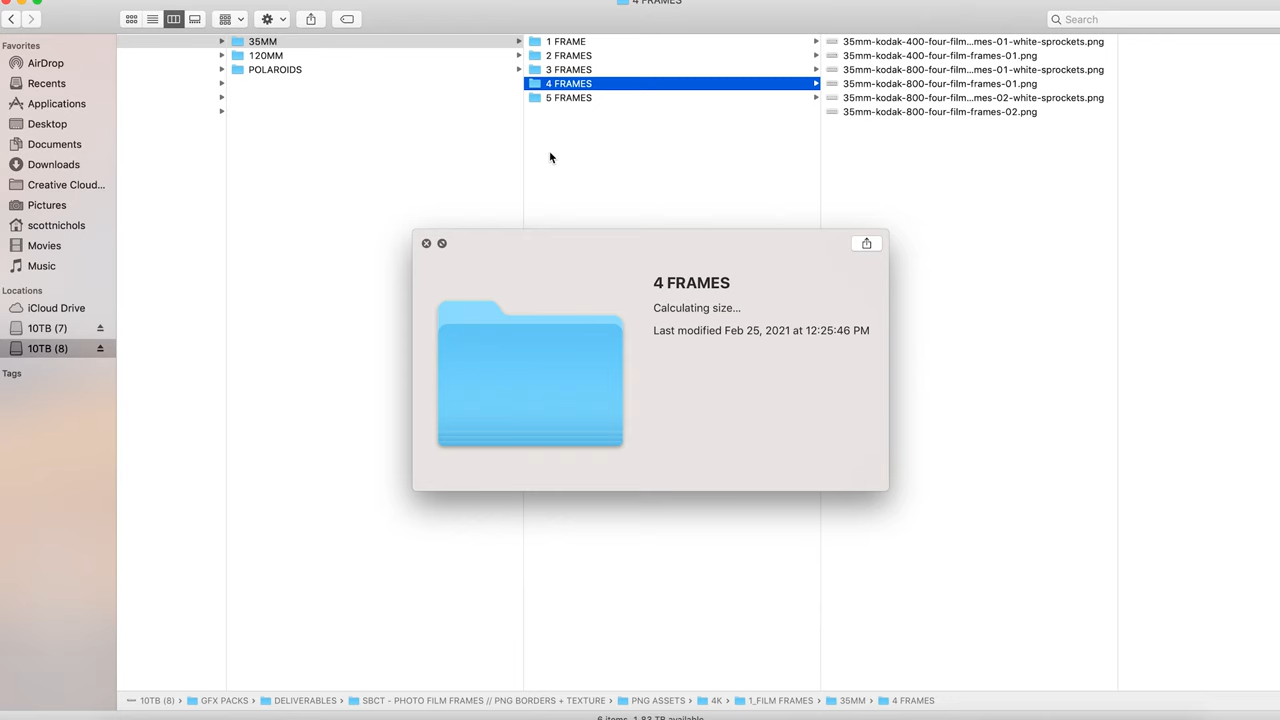 4 FRAMES
Search
Favorites
AirDrop
Recents
Applications
Desktop
Documents
Downloads
Creative Cloud...
Pictures
scottnichols
Movies
Music
Locations
iCloud Drive
10TB (7)
10TB (8)
Tags
35MM
120MM
POLAROIDS
1 FRAME
2 FRAMES
3 FRAMES
4 FRAMES
5 FRAMES
35mm-kodak-400-four-film...mes-01-white-sprockets.png
35mm-kodak-400-four-film-frames-01.png
35mm-kodak-800-four-film...mes-01-white-sprockets.png
35mm-kodak-800-four-film-frames-01.png
35mm-kodak-800-four-film...mes-02-white-sprockets.png
35mm-kodak-800-four-film-frames-02.png
4 FRAMES
Calculating size...
Last modified Feb 25, 2021 at 12:25:46 PM
10TB (8) › GFX PACKS › DELIVERABLES › SBCT - PHOTO FILM FRAMES // PNG BORDERS + TEXTURE › PNG ASSETS › 4K › 1_FILM FRAMES › 35MM › 4 FRAMES
6 items, 1.83 TB available